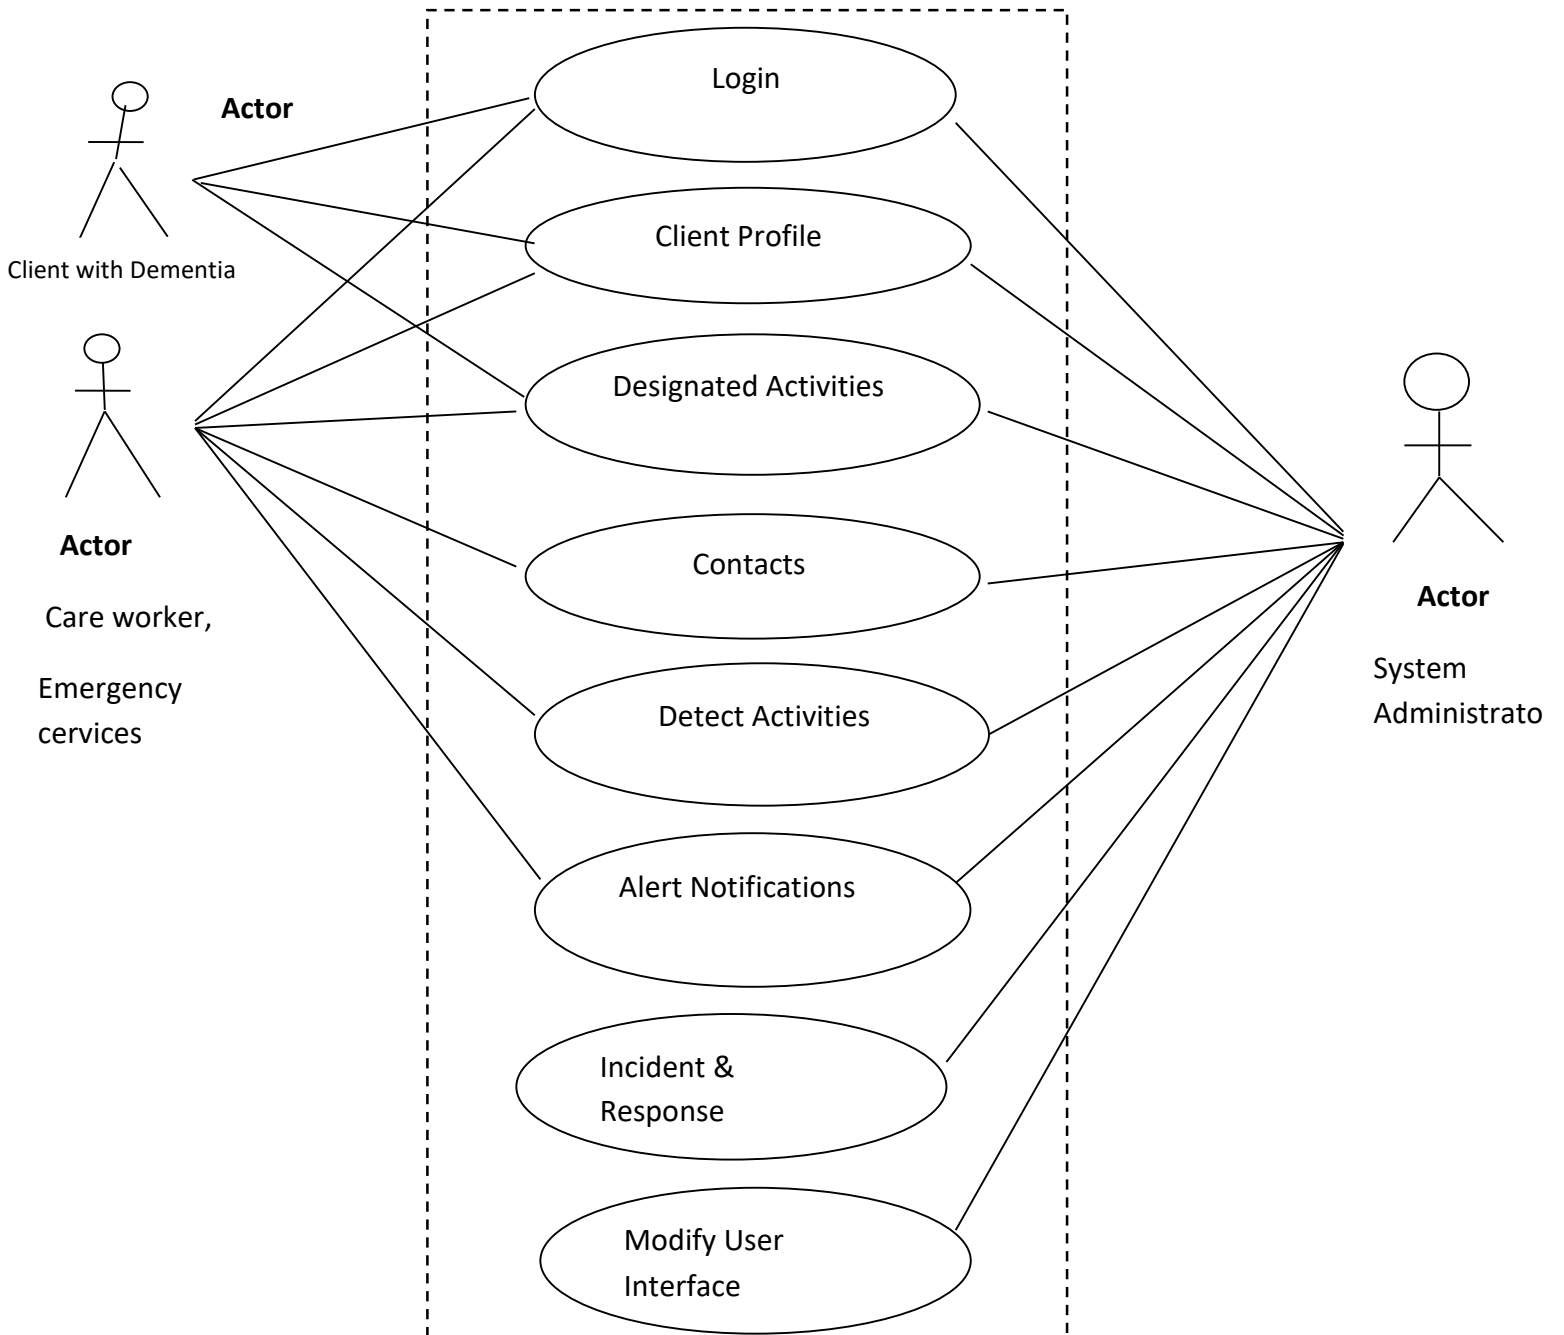 Login
Actor
Client Profile
Client with Dementia
Designated Activities
Actor
Care worker,
Emergency
cervices
Contacts
Actor
System
Administrato
Detect Activities
Alert Notifications
Incident &
Response
Modify User
Interface